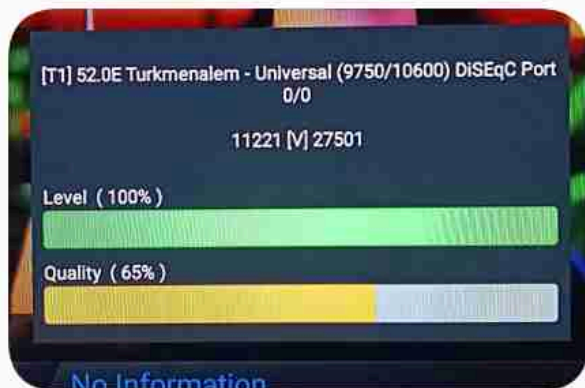 [T1] 52.0E Turkmenalem - Universal (9750/10600) DiSEqC Port
0/0
11221 [V] 27501
Level ( 100% )
Quality ( 65% )
No Information